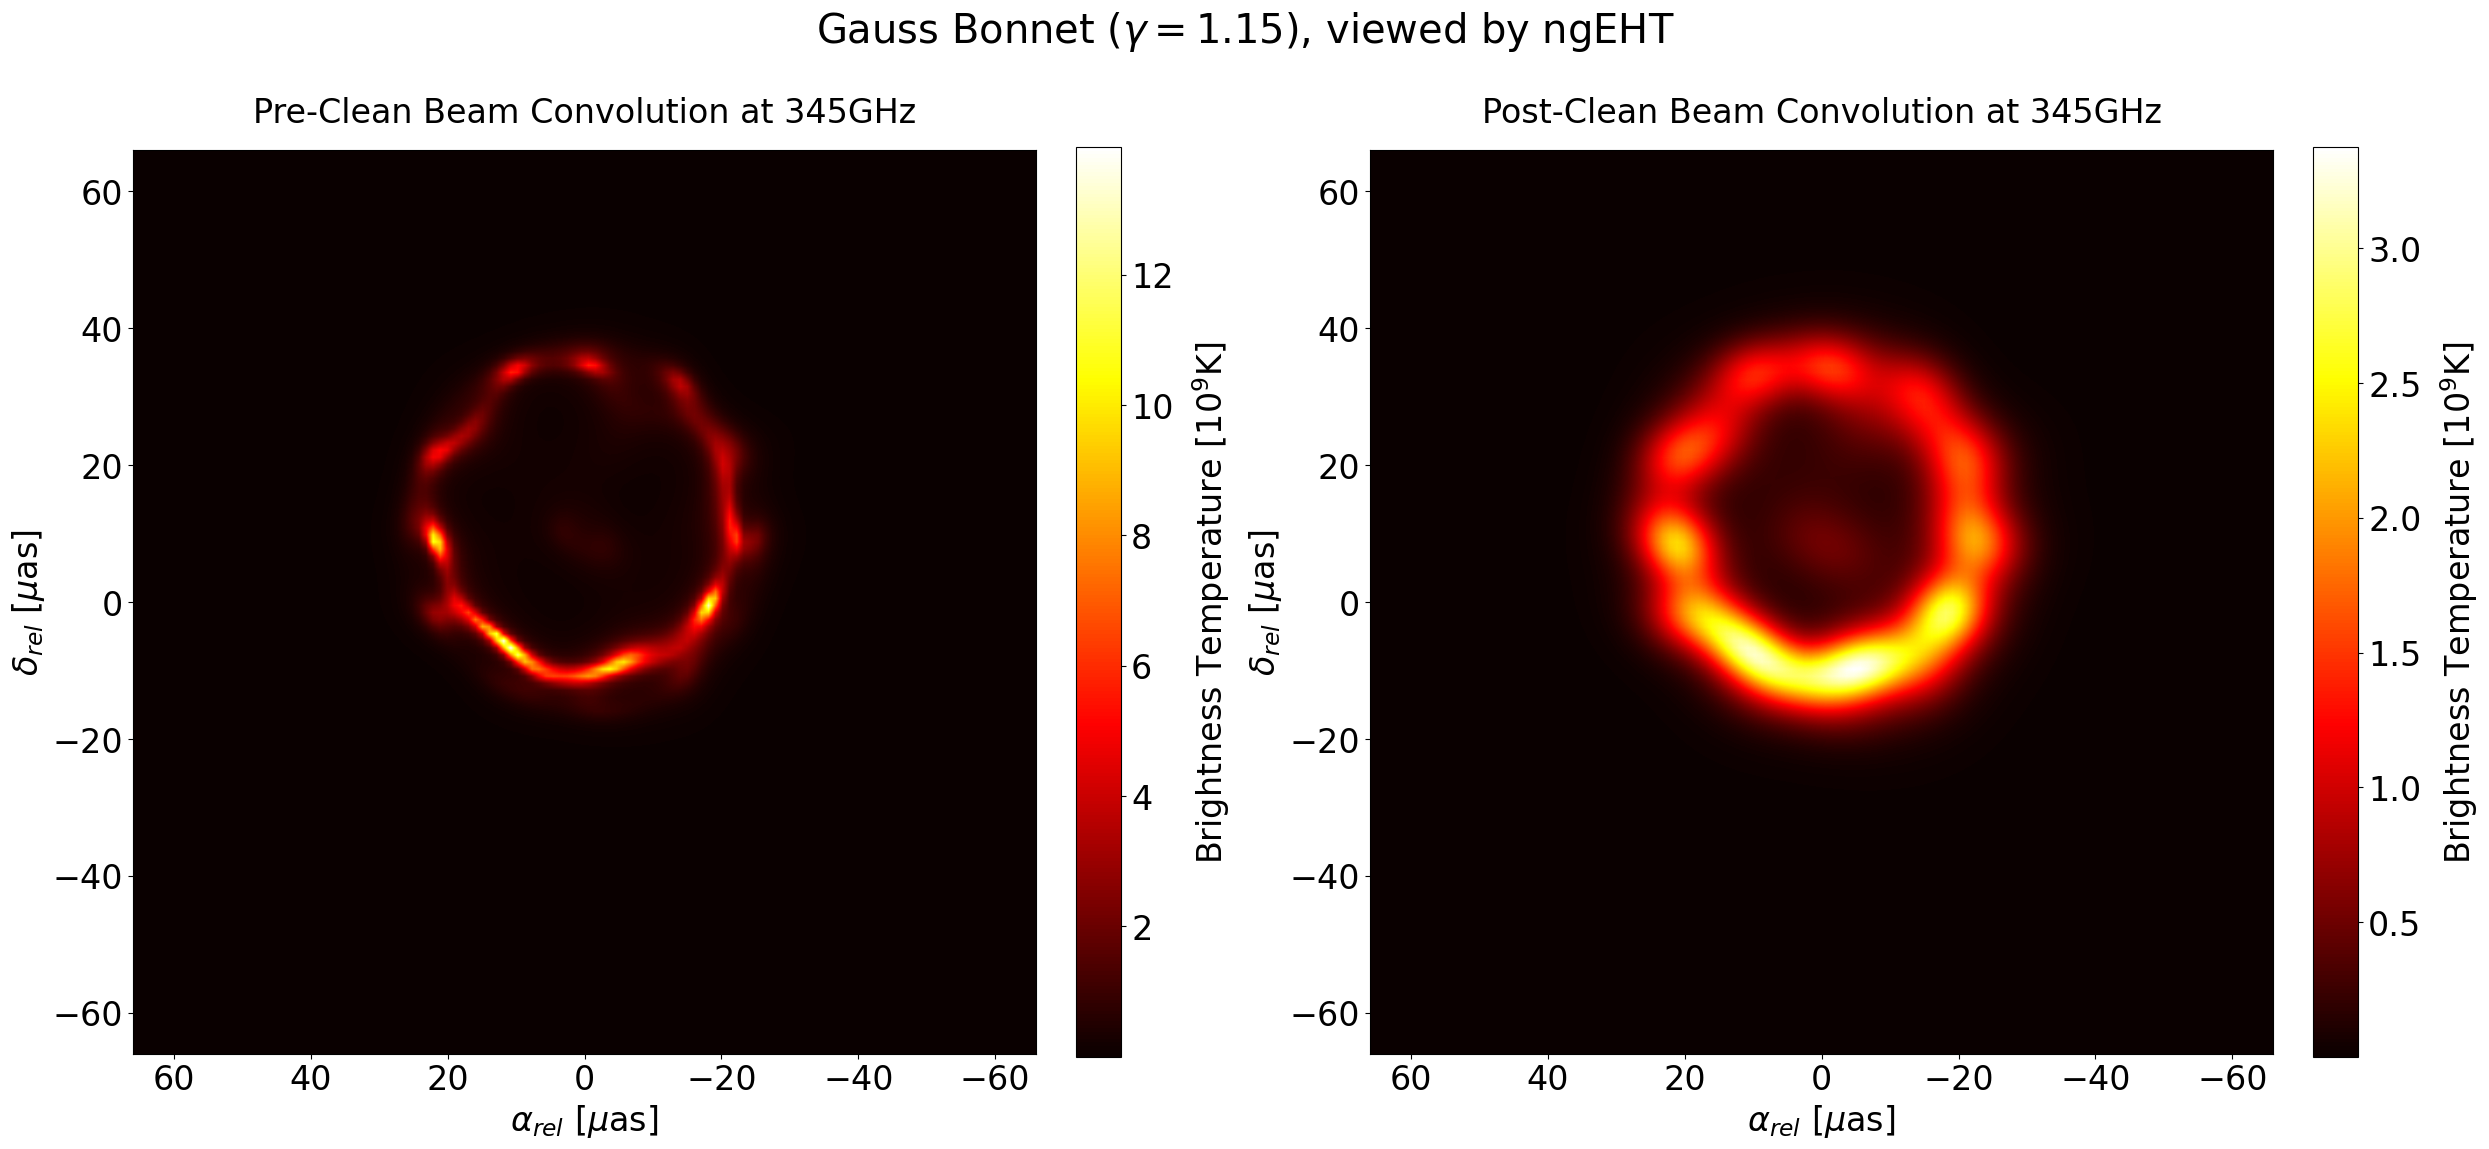 Gauss Bonnet (γ = 1.15), viewed by ngEHT
Pre-Clean Beam Convolution at 345GHz
60
40
20
0
−20
−40
−60
δrel [μas]
60 40 20 0 −20 −40 −60
αrel [μas]
12
10
8
6
4
2
Brightness Temperature [10⁹K]
Post-Clean Beam Convolution at 345GHz
60
40
20
0
−20
−40
−60
δrel [μas]
60 40 20 0 −20 −40 −60
αrel [μas]
3.0
2.5
2.0
1.5
1.0
0.5
Brightness Temperature [10⁹K]